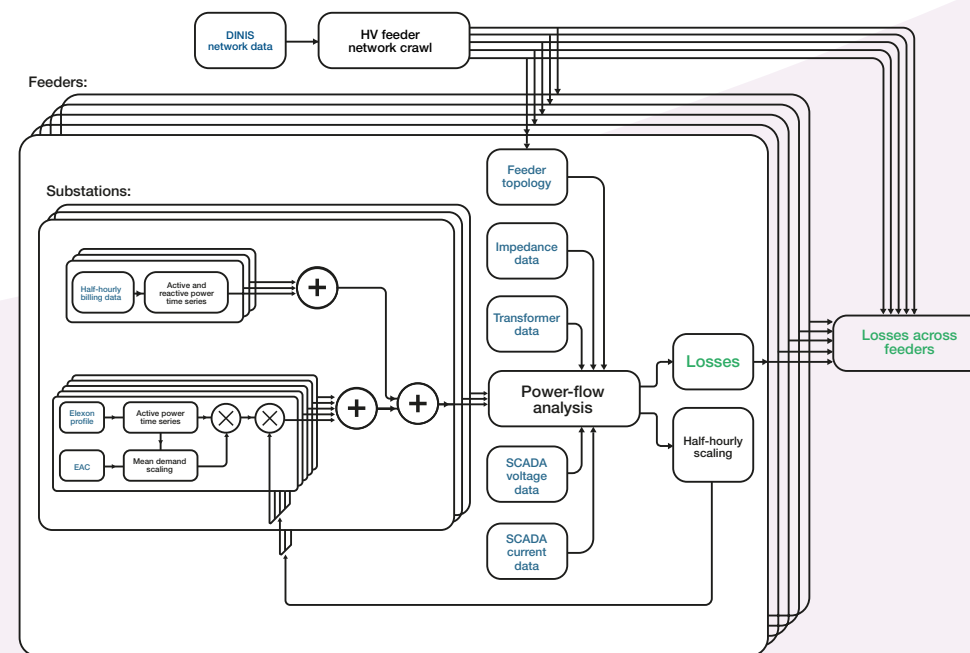 DINIS
network data
HV feeder
network crawl
Feeders:
Feeder
topology
Substations:
Impedance
data
Half-hourly
billing data
Active and
reactive power
time series
+
Transformer
data
Losses across
feeders
Losses
Power-flow
analysis
Elexon
profile
Active power
time series
+
+
Half-hourly
scaling
EAC
Mean demand
scaling
SCADA
voltage
data
SCADA
current
data